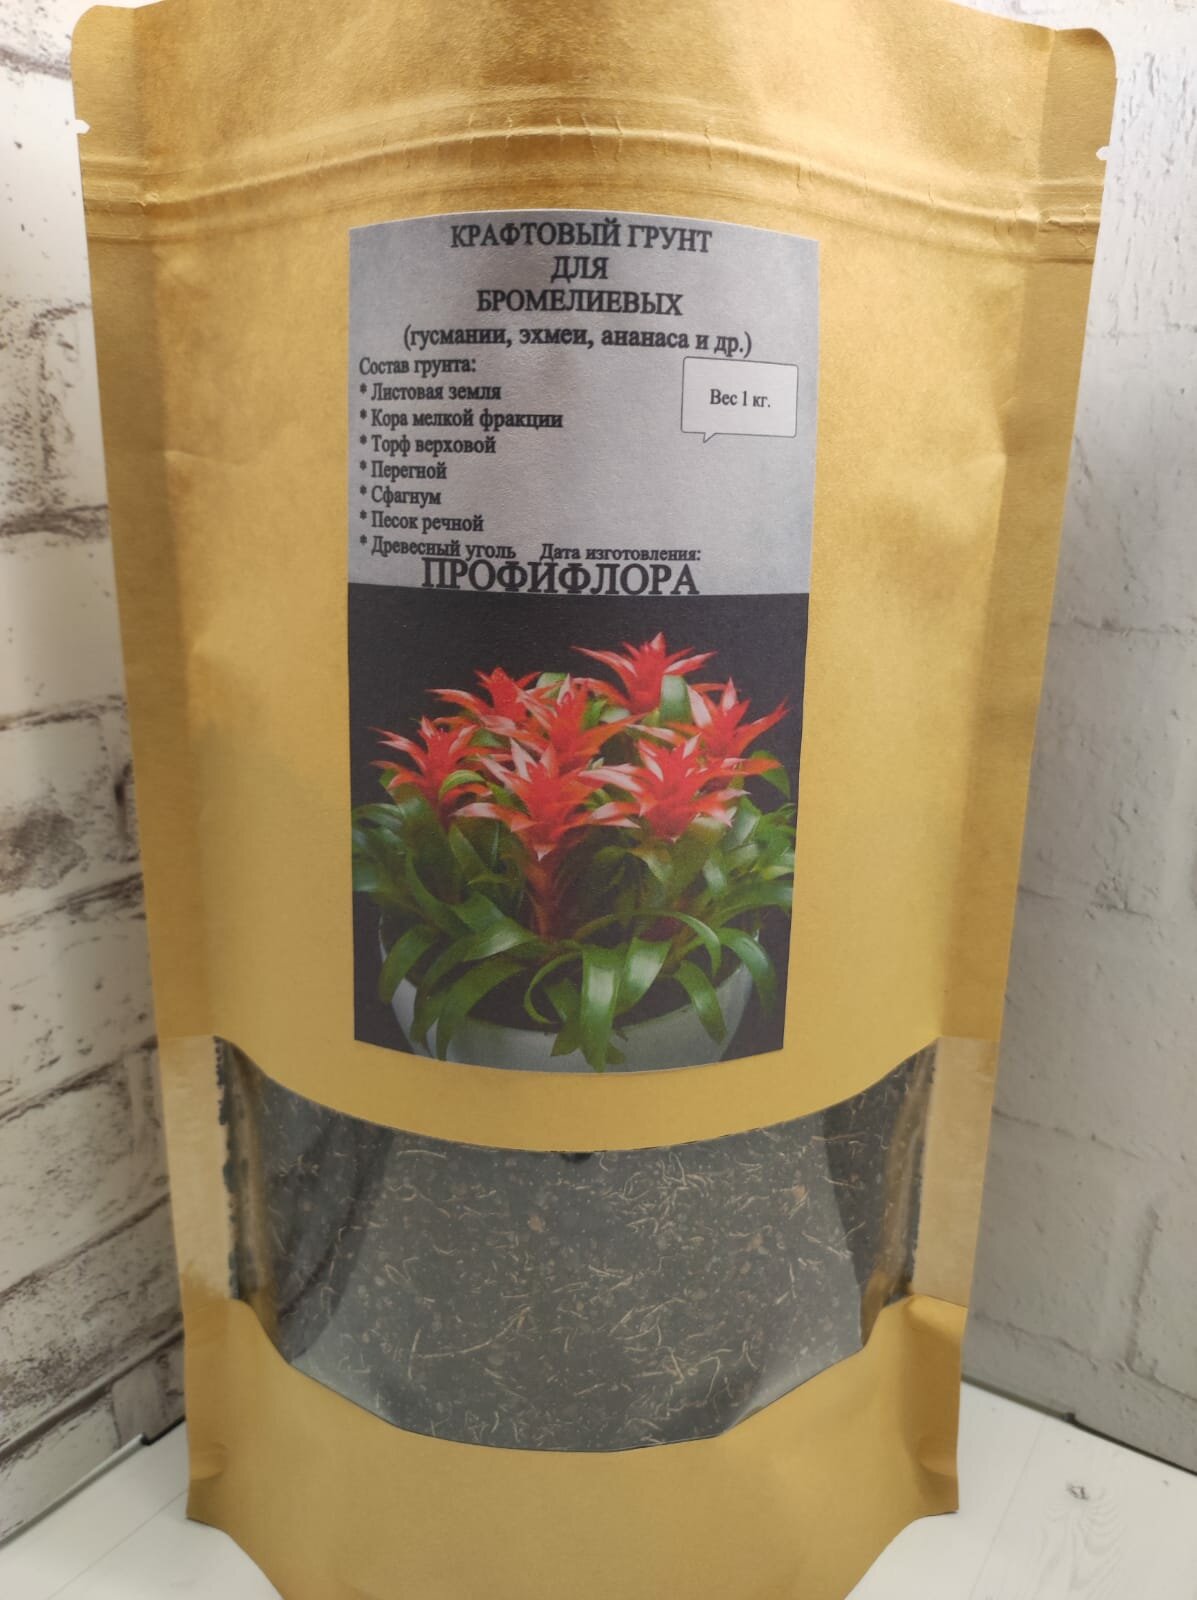 КРАФТОВЫЙ ГРУНТ
ДЛЯ
БРОМЕЛИЕВЫХ
(гусмании, эхмеи, ананаса и др.)
Состав грунта:
* Листовая земля
* Кора мелкой фракции
* Торф верховой
* Перегной
* Сфагнум
* Песок речной
* Древесный уголь Дата изготовления:
Вес 1 кг.
ПРОФИФЛОРА